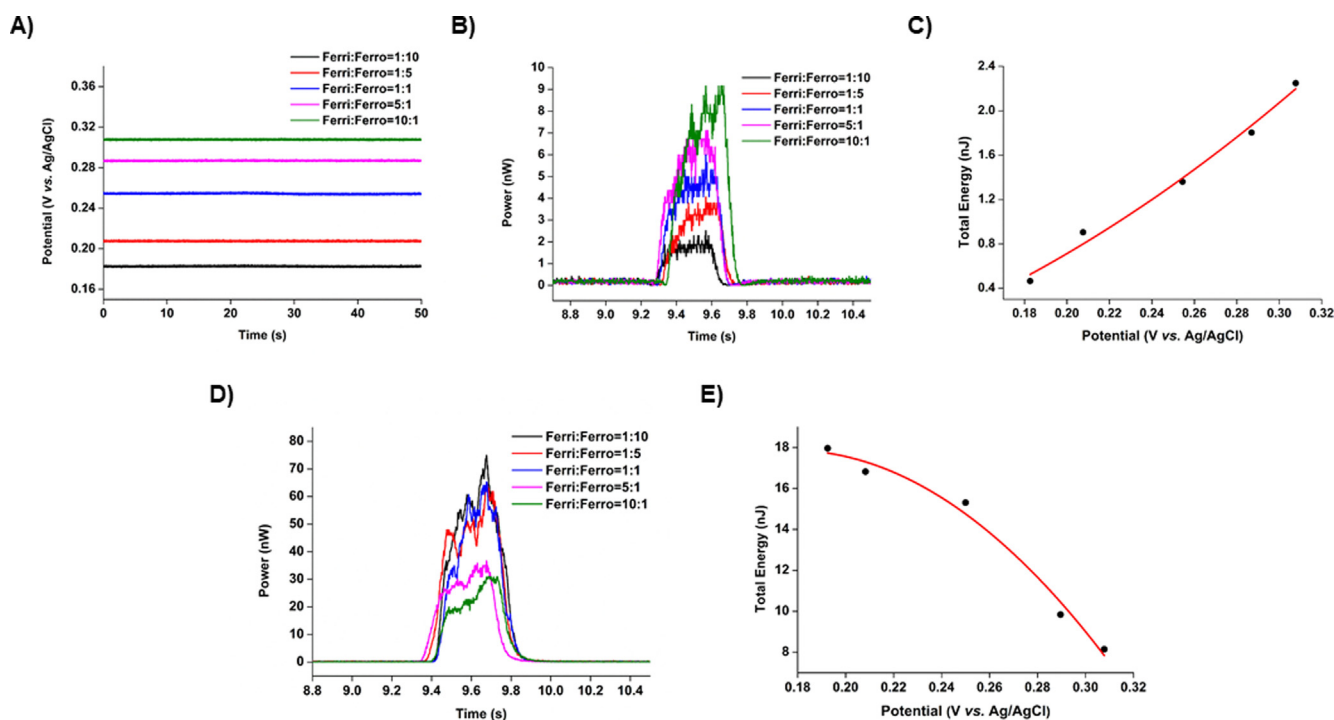 A)
Ferri:Ferro=1:10
Ferri:Ferro=1:5
Ferri:Ferro=1:1
Ferri:Ferro=5:1
Ferri:Ferro=10:1
0.36
0.32
0.28
0.24
0.20
0.16
Potential (V vs. Ag/AgCl)
0 10 20 30 40 50
Time (s)
B)
Ferri:Ferro=1:10
Ferri:Ferro=1:5
Ferri:Ferro=1:1
Ferri:Ferro=5:1
Ferri:Ferro=10:1
10
9
8
7
6
5
4
3
2
1
0
Power (nW)
8.8 9.0 9.2 9.4 9.6 9.8 10.0 10.2 10.4
Time (s)
C)
2.4
2.0
1.6
1.2
0.8
0.4
Total Energy (nJ)
0.18 0.20 0.22 0.24 0.26 0.28 0.30 0.32
Potential (V vs. Ag/AgCl)
D)
Ferri:Ferro=1:10
Ferri:Ferro=1:5
Ferri:Ferro=1:1
Ferri:Ferro=5:1
Ferri:Ferro=10:1
80
70
60
50
40
30
20
10
0
Power (nW)
8.8 9.0 9.2 9.4 9.6 9.8 10.0 10.2 10.4
Time (s)
E)
18
16
14
12
10
8
Total Energy (nJ)
0.18 0.20 0.22 0.24 0.26 0.28 0.30 0.32
Potential (V vs. Ag/AgCl)